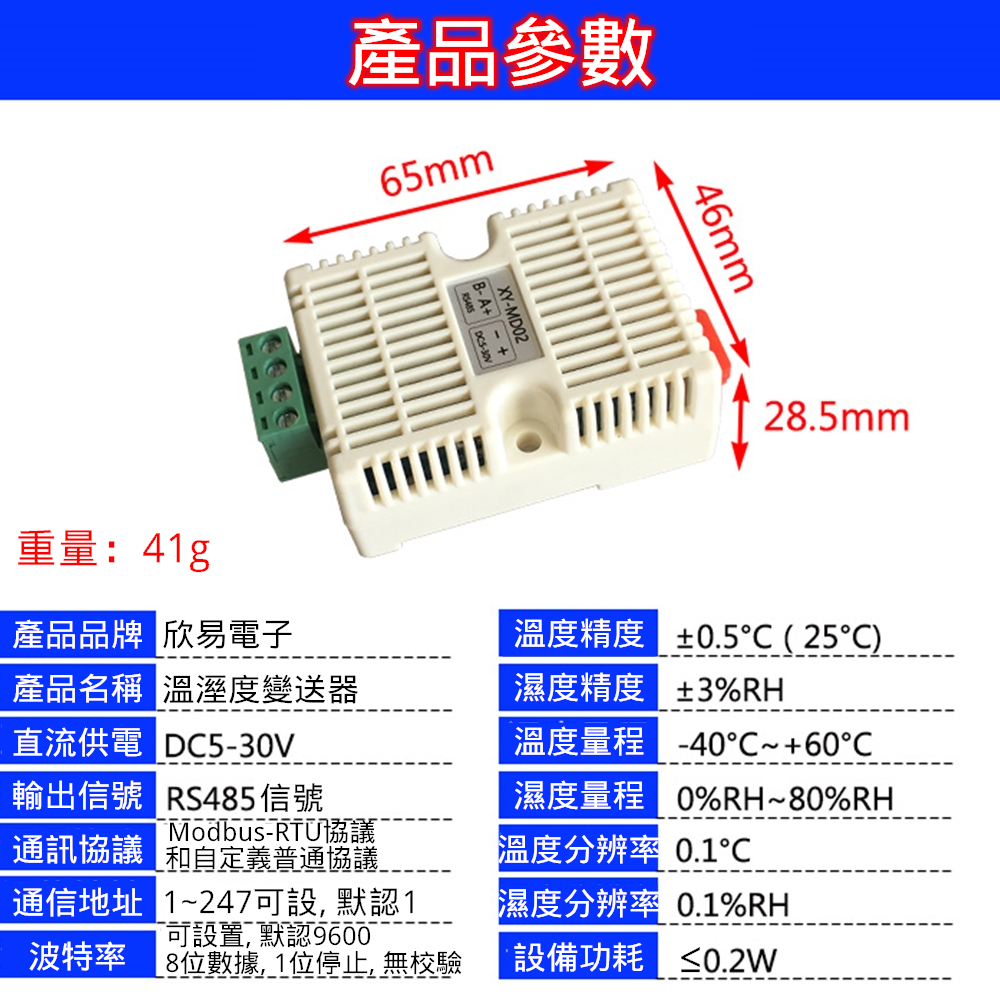 產品參數
65mm
46mm
XY-MD02
B- A+ - +
RS485 DC5-30V
28.5mm
重量：41g
產品品牌 欣易電子
產品名稱 溫溼度變送器
直流供電 DC5-30V
輸出信號 RS485信號
通訊協議 Modbus-RTU協議
和自定義普通協議
通信地址 1~247可設, 默認1
波特率 可設置, 默認9600
8位數據, 1位停止, 無校驗
溫度精度 ±0.5°C ( 25°C)
濕度精度 ±3%RH
溫度量程 -40°C~+60°C
濕度量程 0%RH~80%RH
溫度分辨率 0.1°C
濕度分辨率 0.1%RH
設備功耗 ≤0.2W